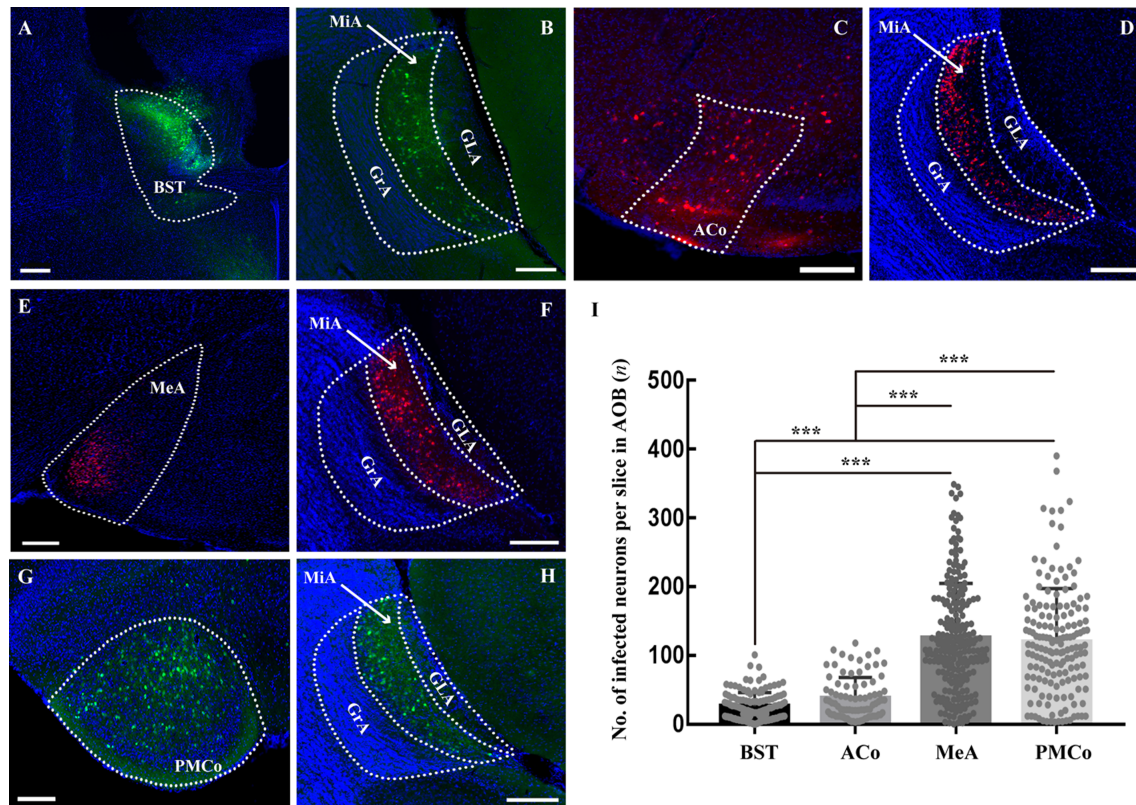 A
BST
MiA
B
GrA
GLA
C
ACo
MiA
D
GrA
GLA
E
MeA
MiA
F
GrA
GLA
G
PMCo
MiA
H
GrA
GLA
I
No. of infected neurons per slice in AOB (n)
500
400
300
200
100
0
***
***
***
***
BST ACo MeA PMCo